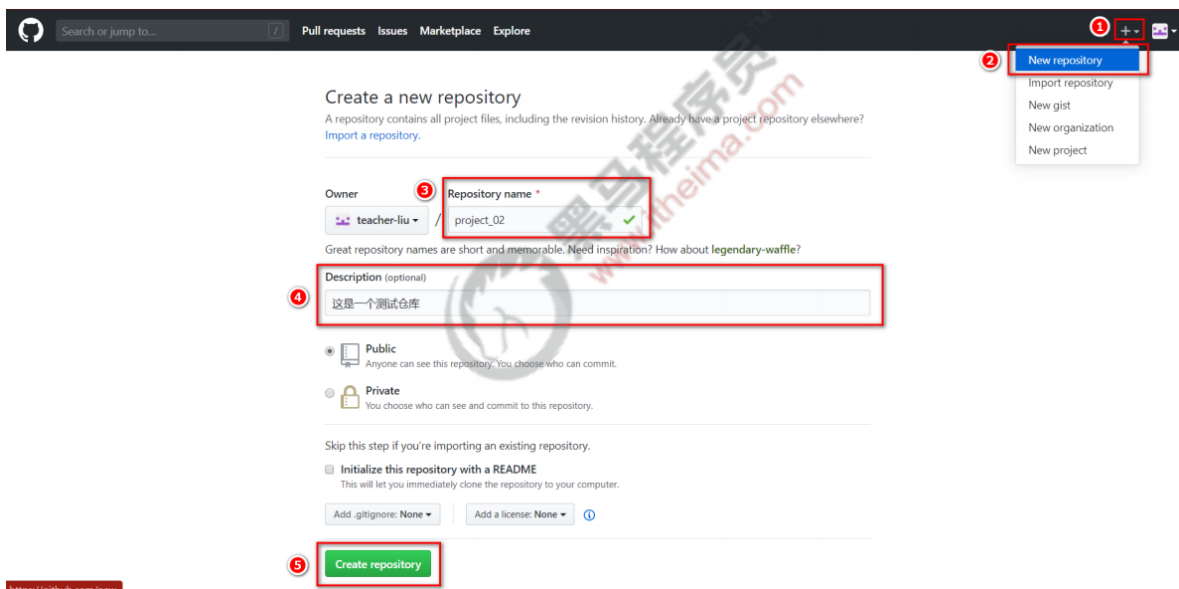 Search or jump to...
/
Pull requests Issues Marketplace Explore
1
2
New repository
Import repository
New gist
New organization
New project
Create a new repository
A repository contains all project files, including the revision history. Already have a project repository elsewhere?
Import a repository.
Owner
3
Repository name *
teacher-liu / project_02
Great repository names are short and memorable. Need inspiration? How about legendary-waffle?
4
Description (optional)
这是一个测试仓库
Public
Anyone can see this repository. You choose who can commit.
Private
You choose who can see and commit to this repository.
Skip this step if you're importing an existing repository.
Initialize this repository with a README
This will let you immediately clone the repository to your computer.
Add .gitignore: None
Add a license: None
5
Create repository
黑马程序员™
www.itheima.com